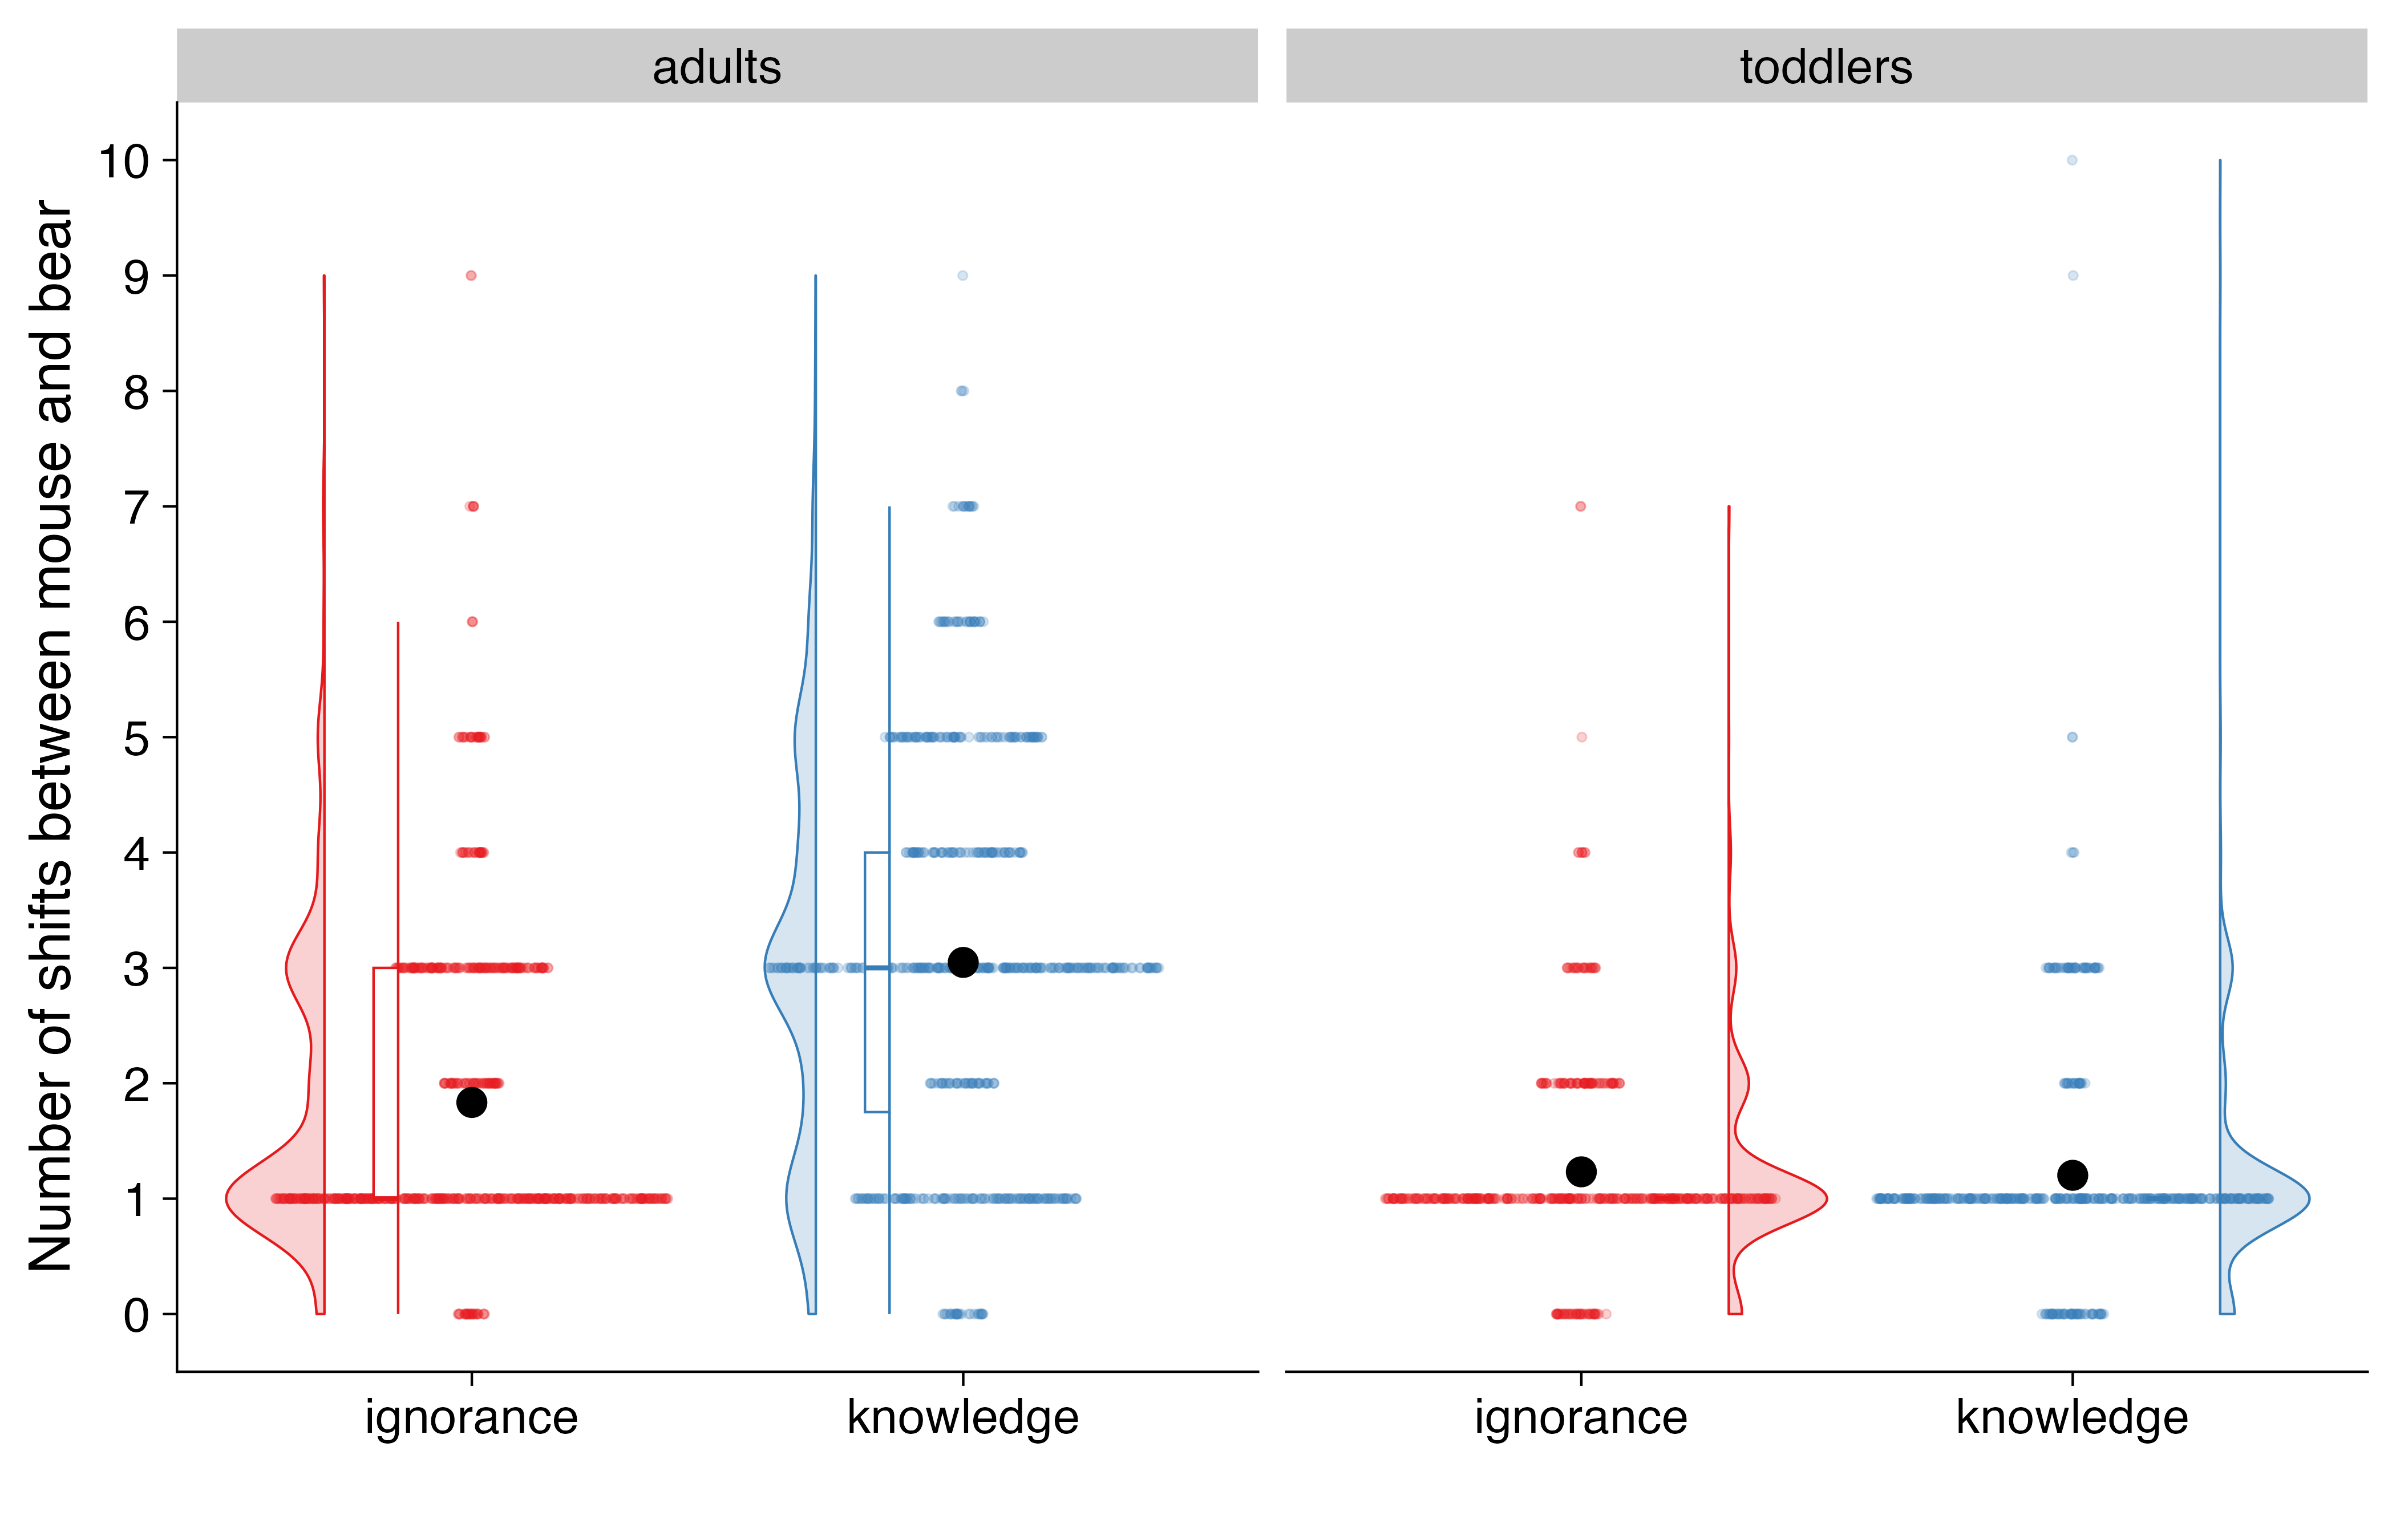 adults
toddlers
Number of shifts between mouse and bear
10
9
8
7
6
5
4
3
2
1
0
ignorance
knowledge
ignorance
knowledge